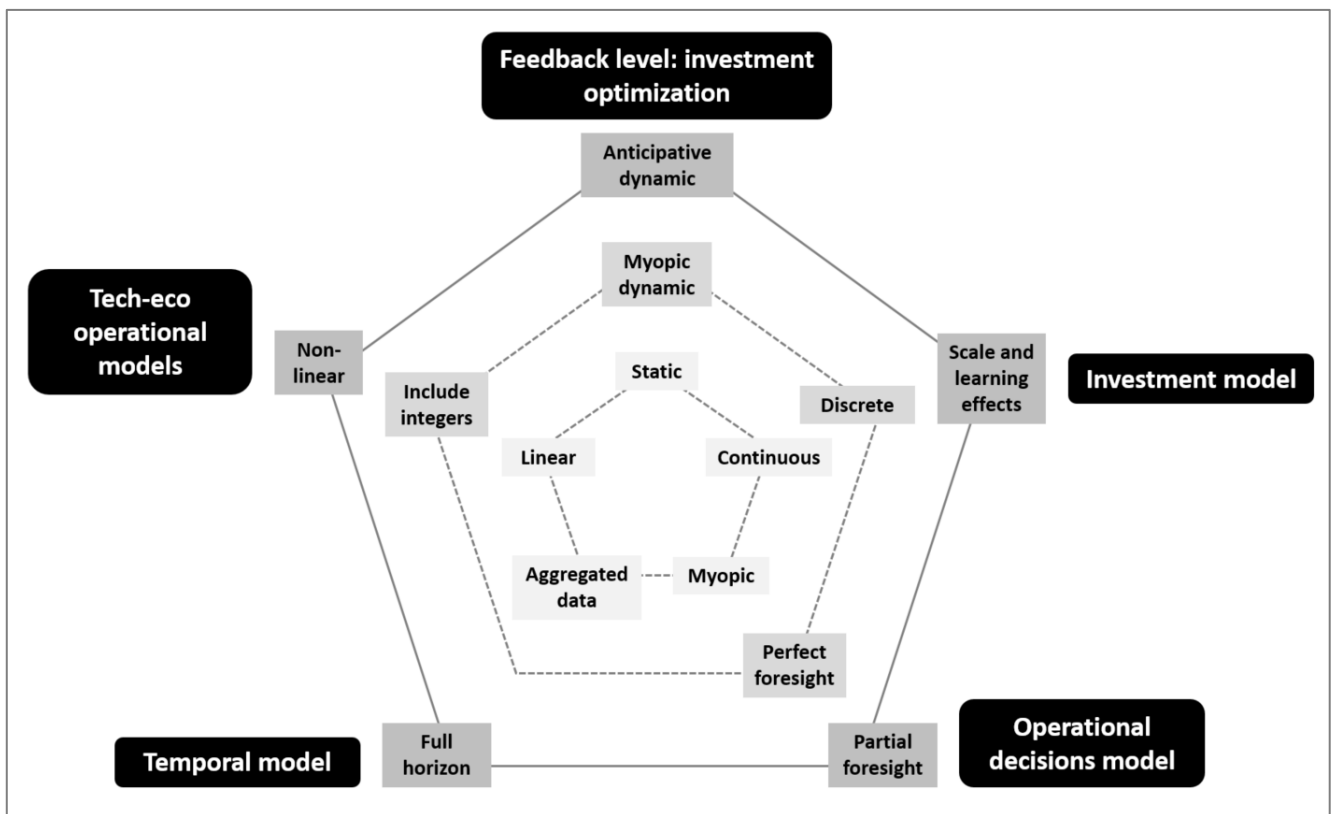 Feedback level: investment
optimization
Anticipative
dynamic
Myopic
dynamic
Tech-eco
operational
models
Non-
linear
Scale and
learning
effects
Investment model
Static
Include
integers
Discrete
Linear
Continuous
Aggregated
data
Myopic
Perfect
foresight
Temporal model
Full
horizon
Partial
foresight
Operational
decisions model